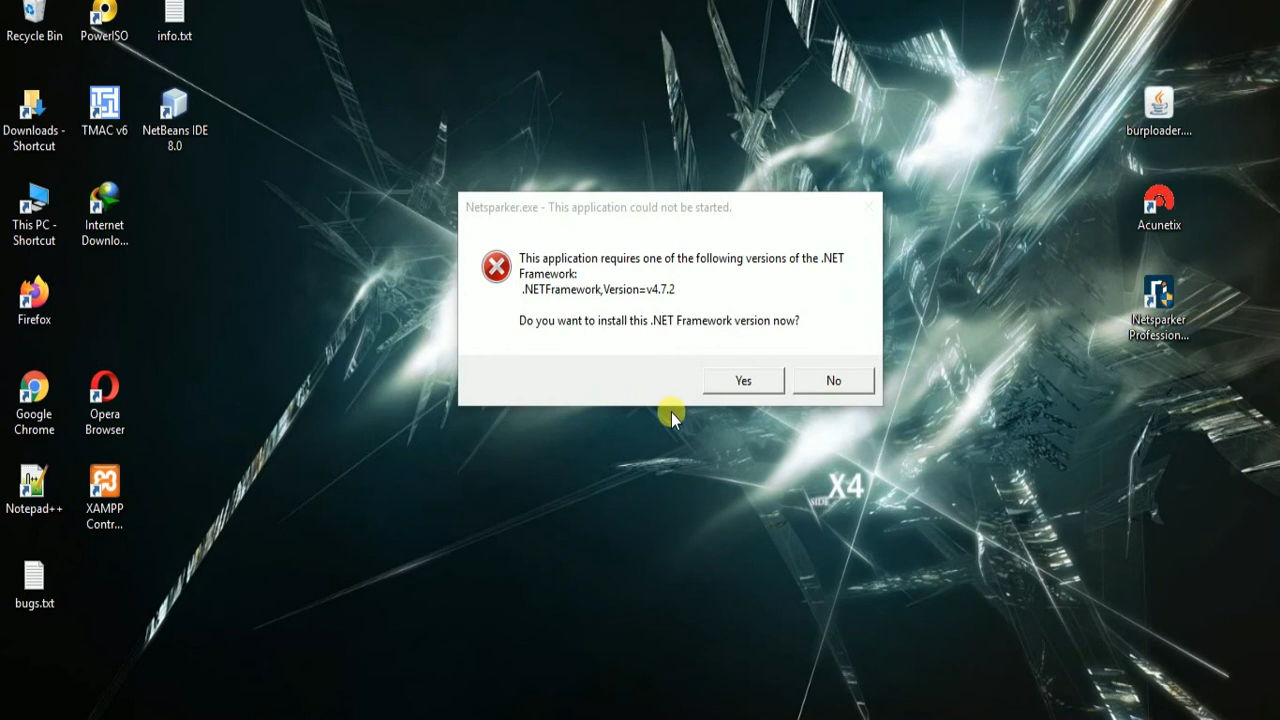 Recycle Bin
PowerISO
info.txt
Downloads -
Shortcut
TMAC v6
NetBeans IDE
8.0
This PC -
Shortcut
Internet
Downlo...
Firefox
Google
Chrome
Opera
Browser
Notepad++
XAMPP
Contr...
bugs.txt
Netsparker.exe - This application could not be started.
This application requires one of the following versions of the .NET
Framework:
.NETFramework,Version=v4.7.2
Do you want to install this .NET Framework version now?
Yes
No
SIDE X4
burploader....
Acunetix
Netsparker
Profession...